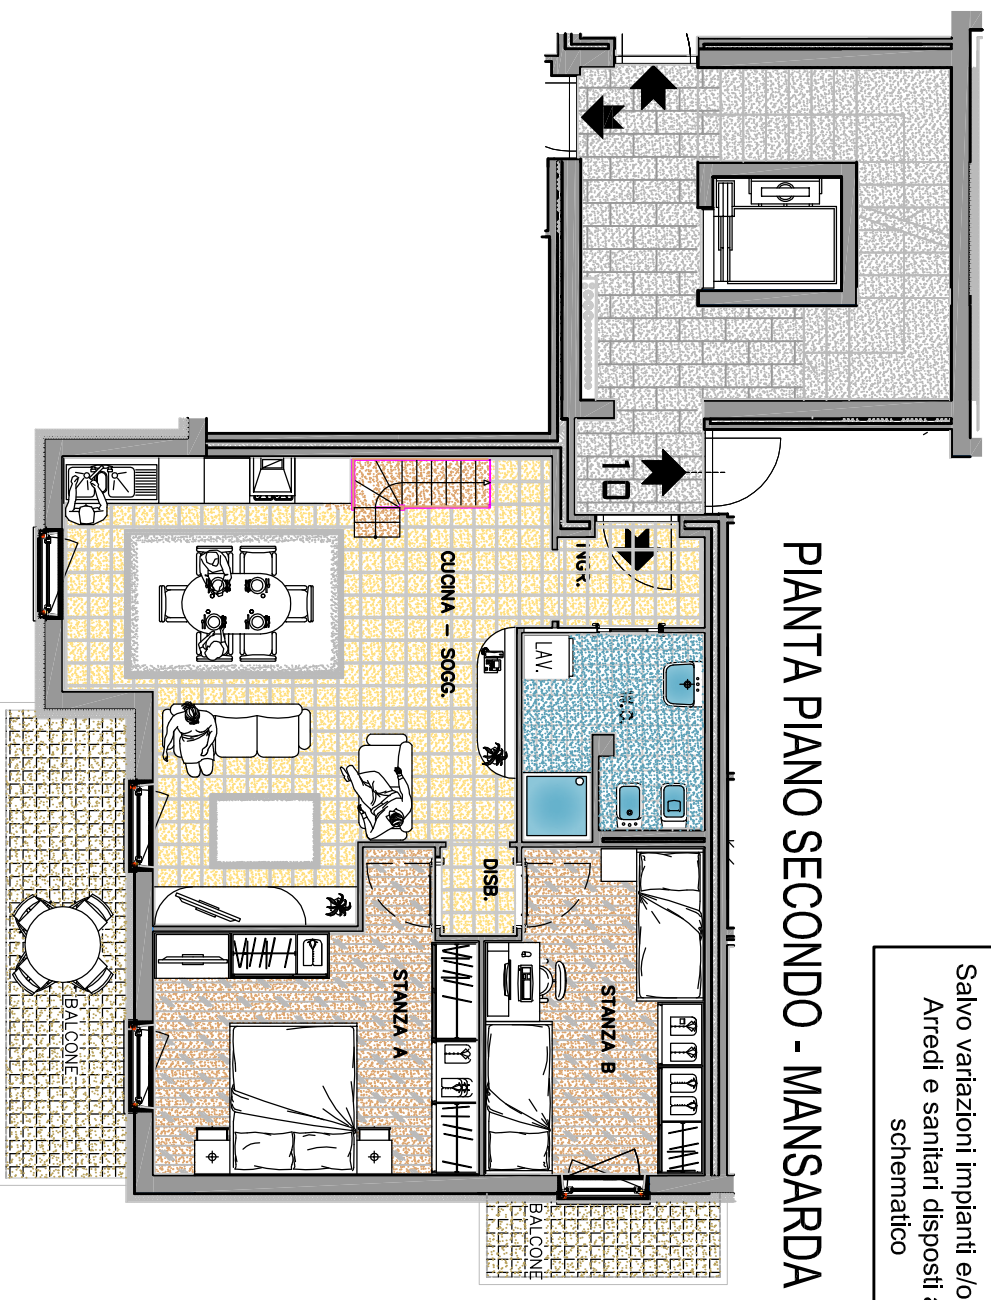 PIANTA PIANO SECONDO - MANSARDA
Salvo variazioni impianti e/o
Arredi e sanitari disposti a
schematico
10
INGR.
CUCINA - SOGG.
LAV.
W.C.
DISB.
STANZA A
STANZA B
BALCONE
BALCONE